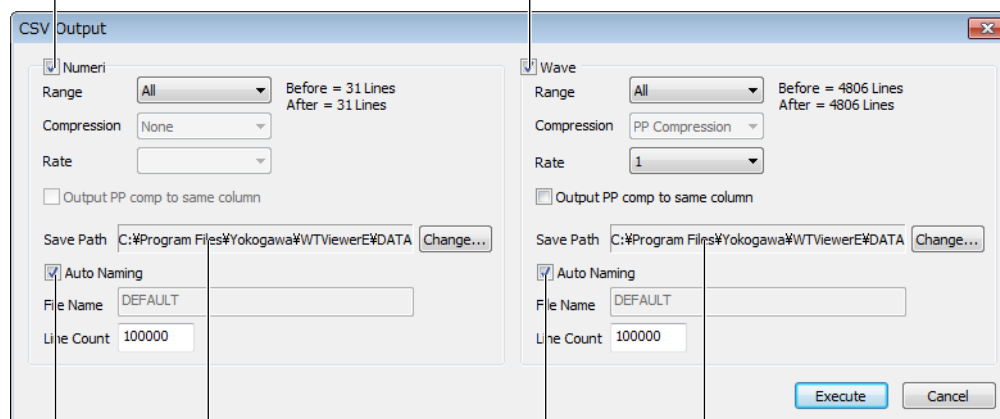 CSV Output
Numeri
Range All Before = 31 Lines
After = 31 Lines
Compression None
Rate
Output PP comp to same column
Save Path C:¥Program Files¥Yokogawa¥WTViewerE¥DATA Change...
Auto Naming
File Name DEFAULT
Line Count 100000
Wave
Range All Before = 4806 Lines
After = 4806 Lines
Compression PP Compression
Rate 1
Output PP comp to same column
Save Path C:¥Program Files¥Yokogawa¥WTViewerE¥DATA Change...
Auto Naming
File Name DEFAULT
Line Count 100000
Execute Cancel